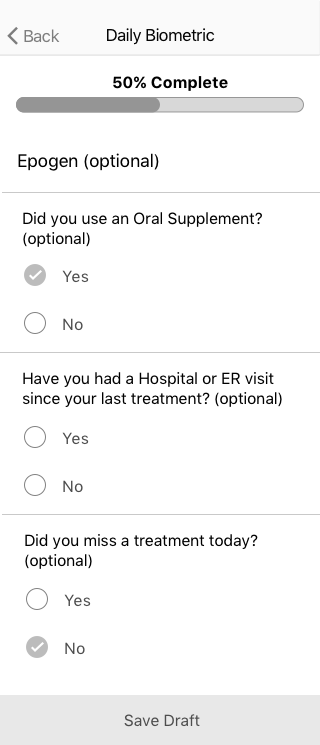 Back
Daily Biometric
50% Complete
Epogen (optional)
Did you use an Oral Supplement?
(optional)
Yes
No
Have you had a Hospital or ER visit
since your last treatment? (optional)
Yes
No
Did you miss a treatment today?
(optional)
Yes
No
Save Draft